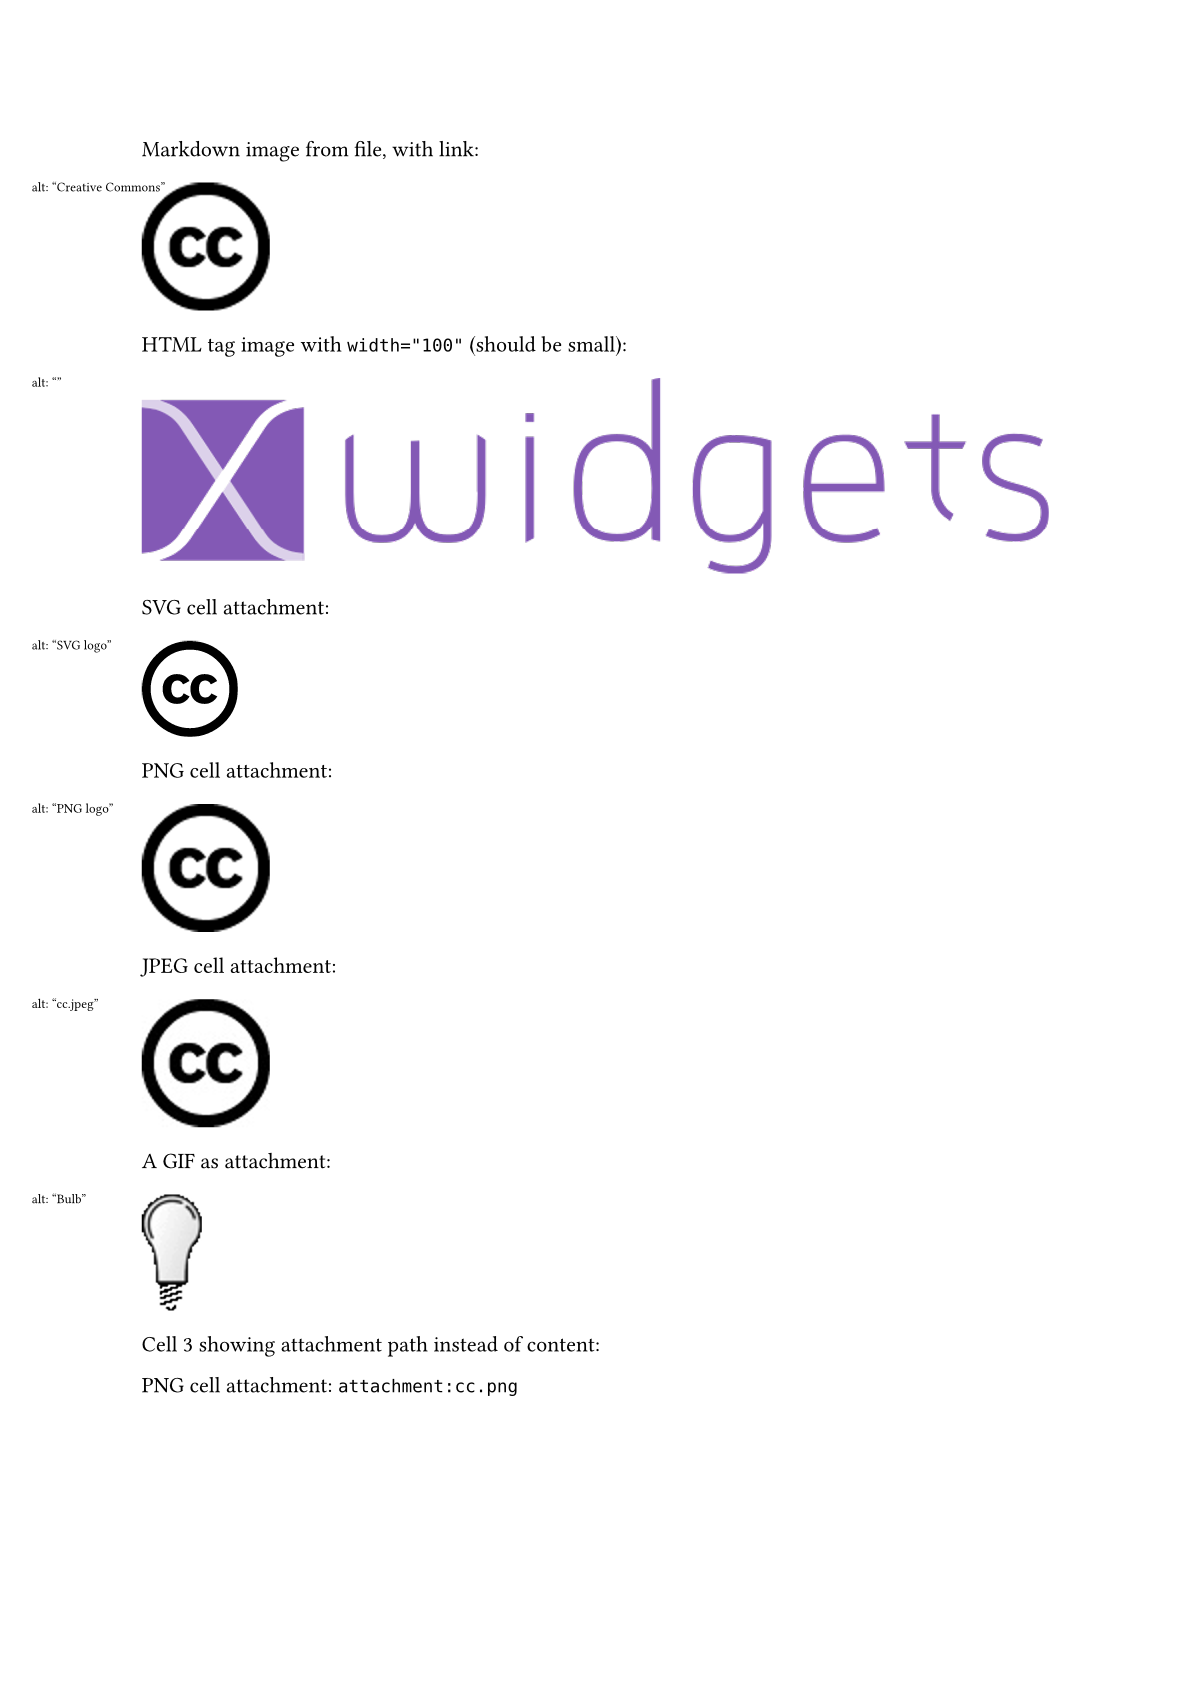 Markdown image from file, with link:
alt: “Creative Commons”
cc
HTML tag image with width="100" (should be small):
alt: “”
X widgets
SVG cell attachment:
alt: “SVG logo”
cc
PNG cell attachment:
alt: “PNG logo”
cc
JPEG cell attachment:
alt: “cc.jpeg”
cc
A GIF as attachment:
alt: “Bulb”
Cell 3 showing attachment path instead of content:
PNG cell attachment: attachment:cc.png